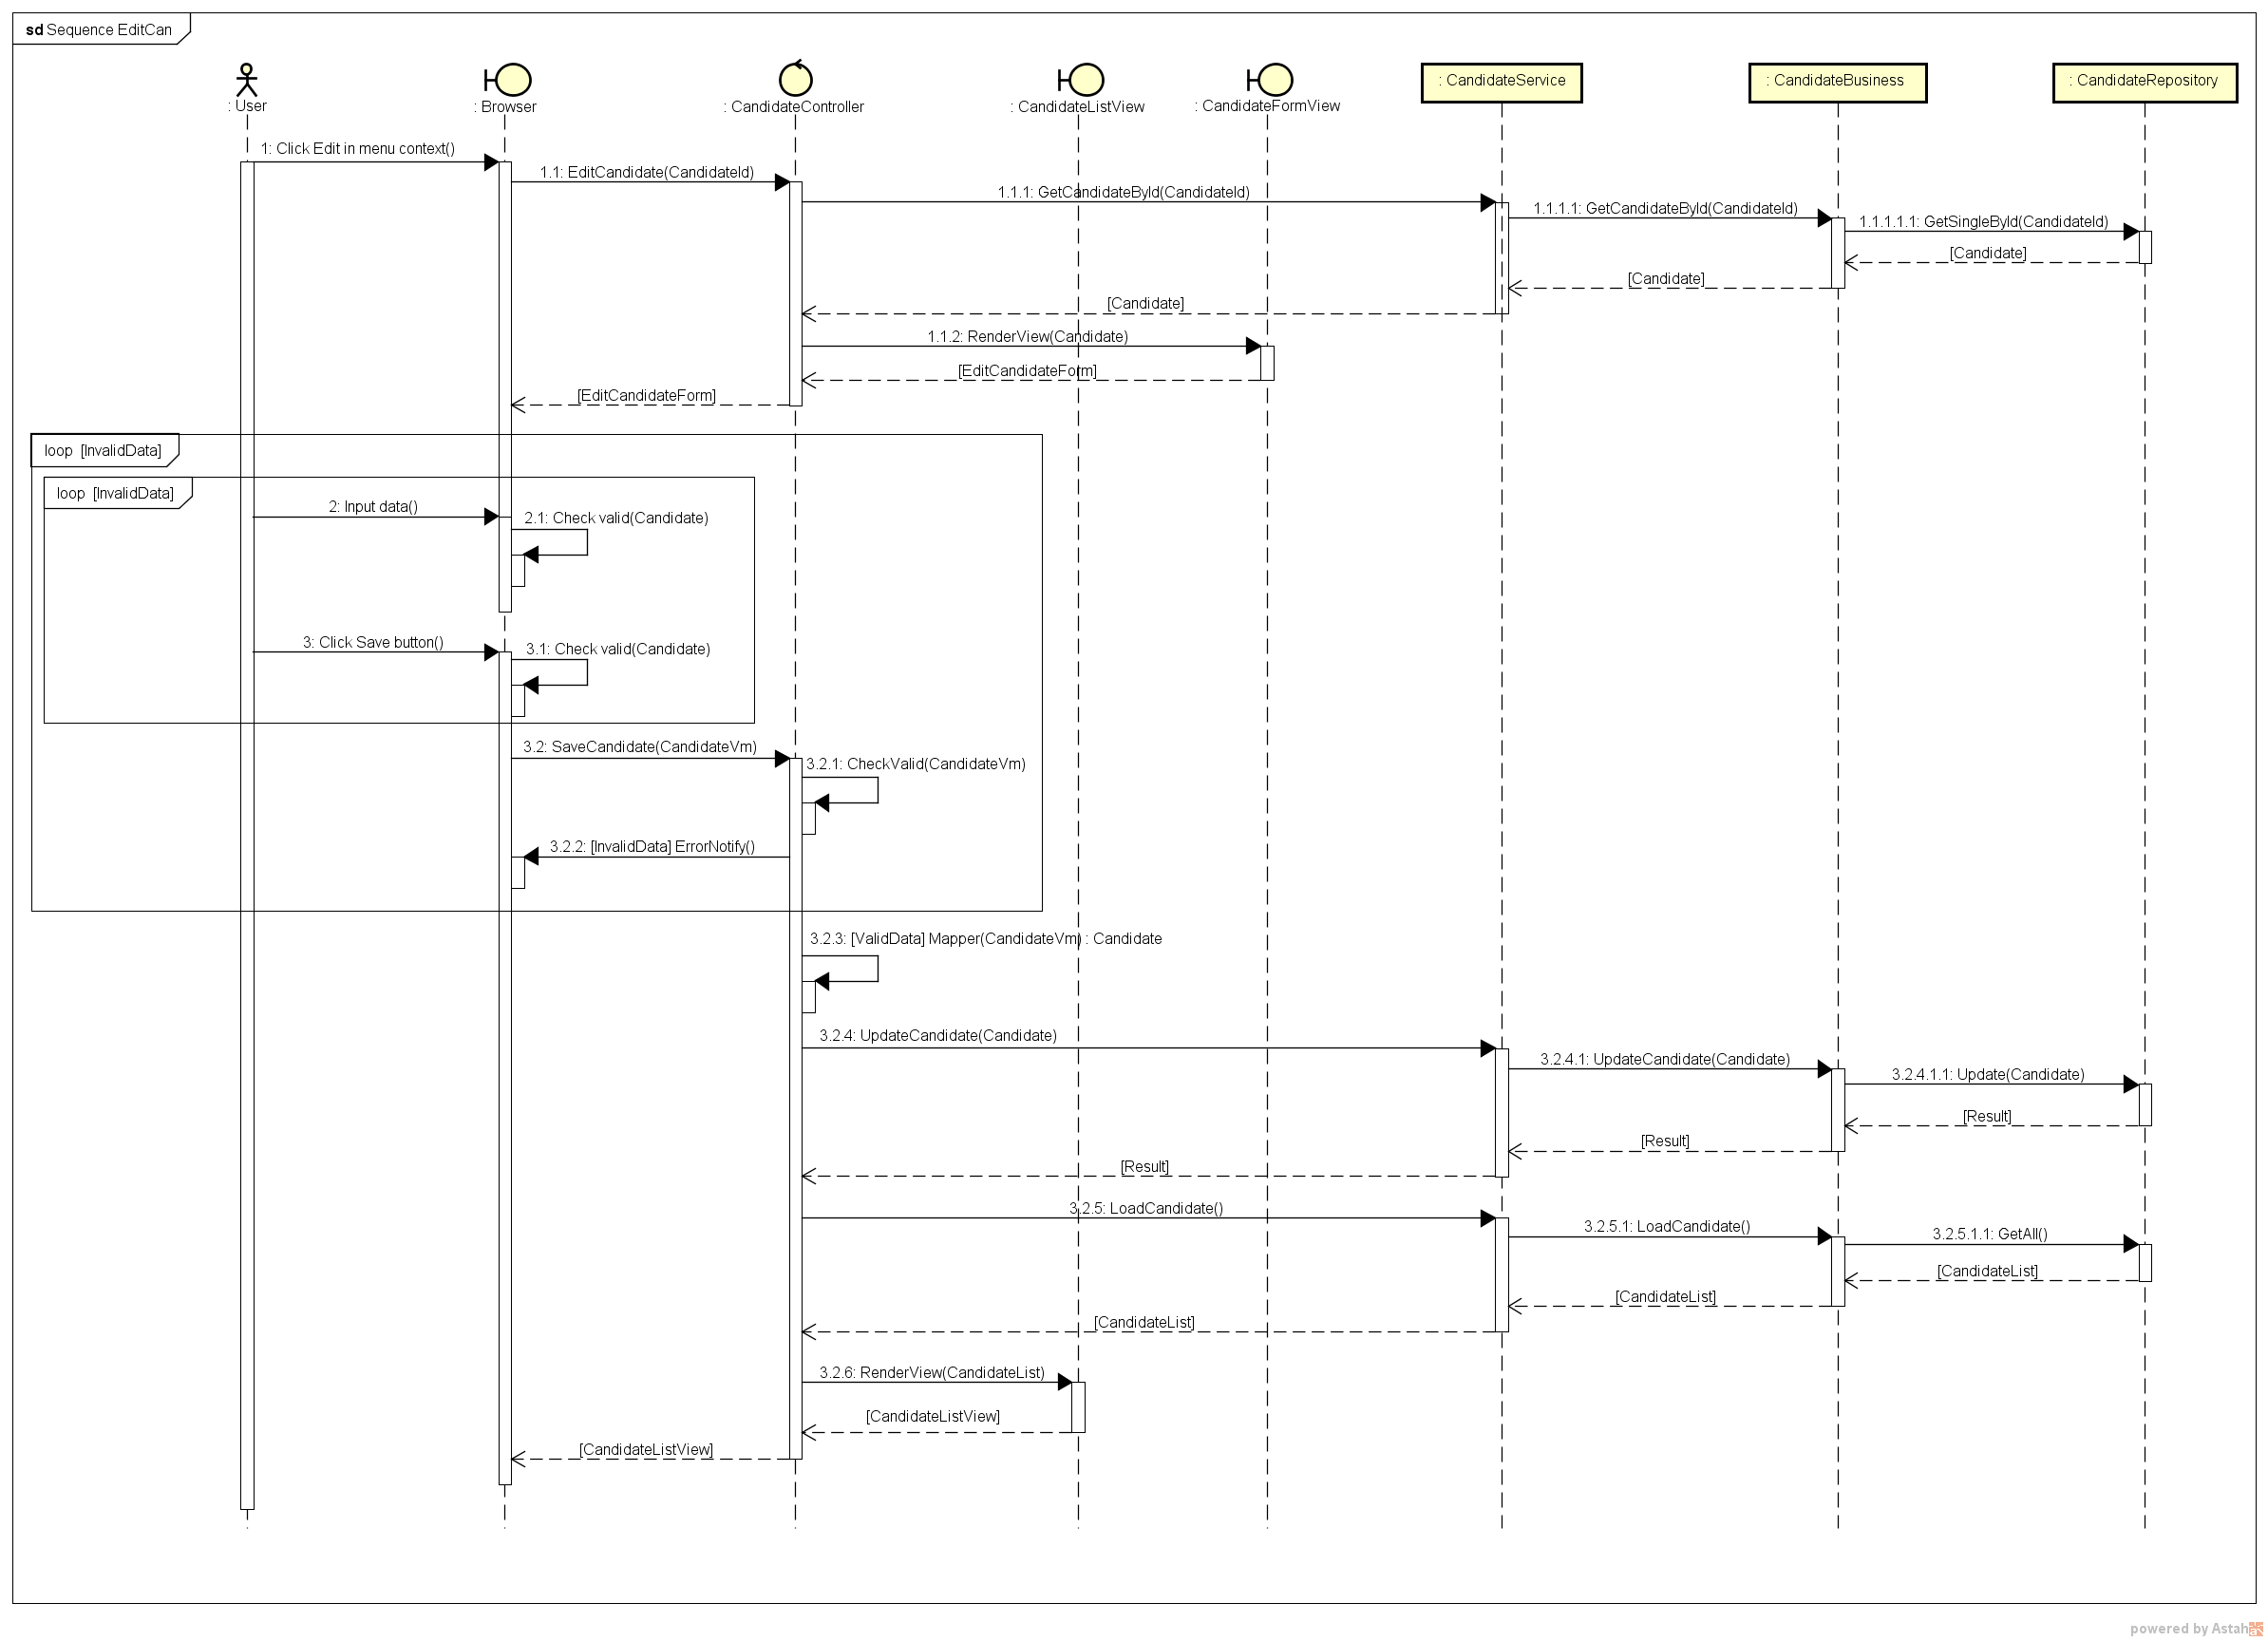 sd Sequence EditCan
: User
: Browser
: CandidateController
: CandidateListView
: CandidateFormView
: CandidateService
: CandidateBusiness
: CandidateRepository
1: Click Edit in menu context()
1.1: EditCandidate(CandidateId)
1.1.1: GetCandidateById(CandidateId)
1.1.1.1: GetCandidateById(CandidateId)
1.1.1.1.1: GetSingleById(CandidateId)
[Candidate]
[Candidate]
[Candidate]
1.1.2: RenderView(Candidate)
[EditCandidateForm]
[EditCandidateForm]
loop [InvalidData]
loop [InvalidData]
2: Input data()
2.1: Check valid(Candidate)
3: Click Save button()
3.1: Check valid(Candidate)
3.2: SaveCandidate(CandidateVm)
3.2.1: CheckValid(CandidateVm)
3.2.2: [InvalidData] ErrorNotify()
3.2.3: [ValidData] Mapper(CandidateVm) : Candidate
3.2.4: UpdateCandidate(Candidate)
3.2.4.1: UpdateCandidate(Candidate)
3.2.4.1.1: Update(Candidate)
[Result]
[Result]
[Result]
3.2.5: LoadCandidate()
3.2.5.1: LoadCandidate()
3.2.5.1.1: GetAll()
[CandidateList]
[CandidateList]
[CandidateList]
3.2.6: RenderView(CandidateList)
[CandidateListView]
[CandidateListView]
powered by Astah